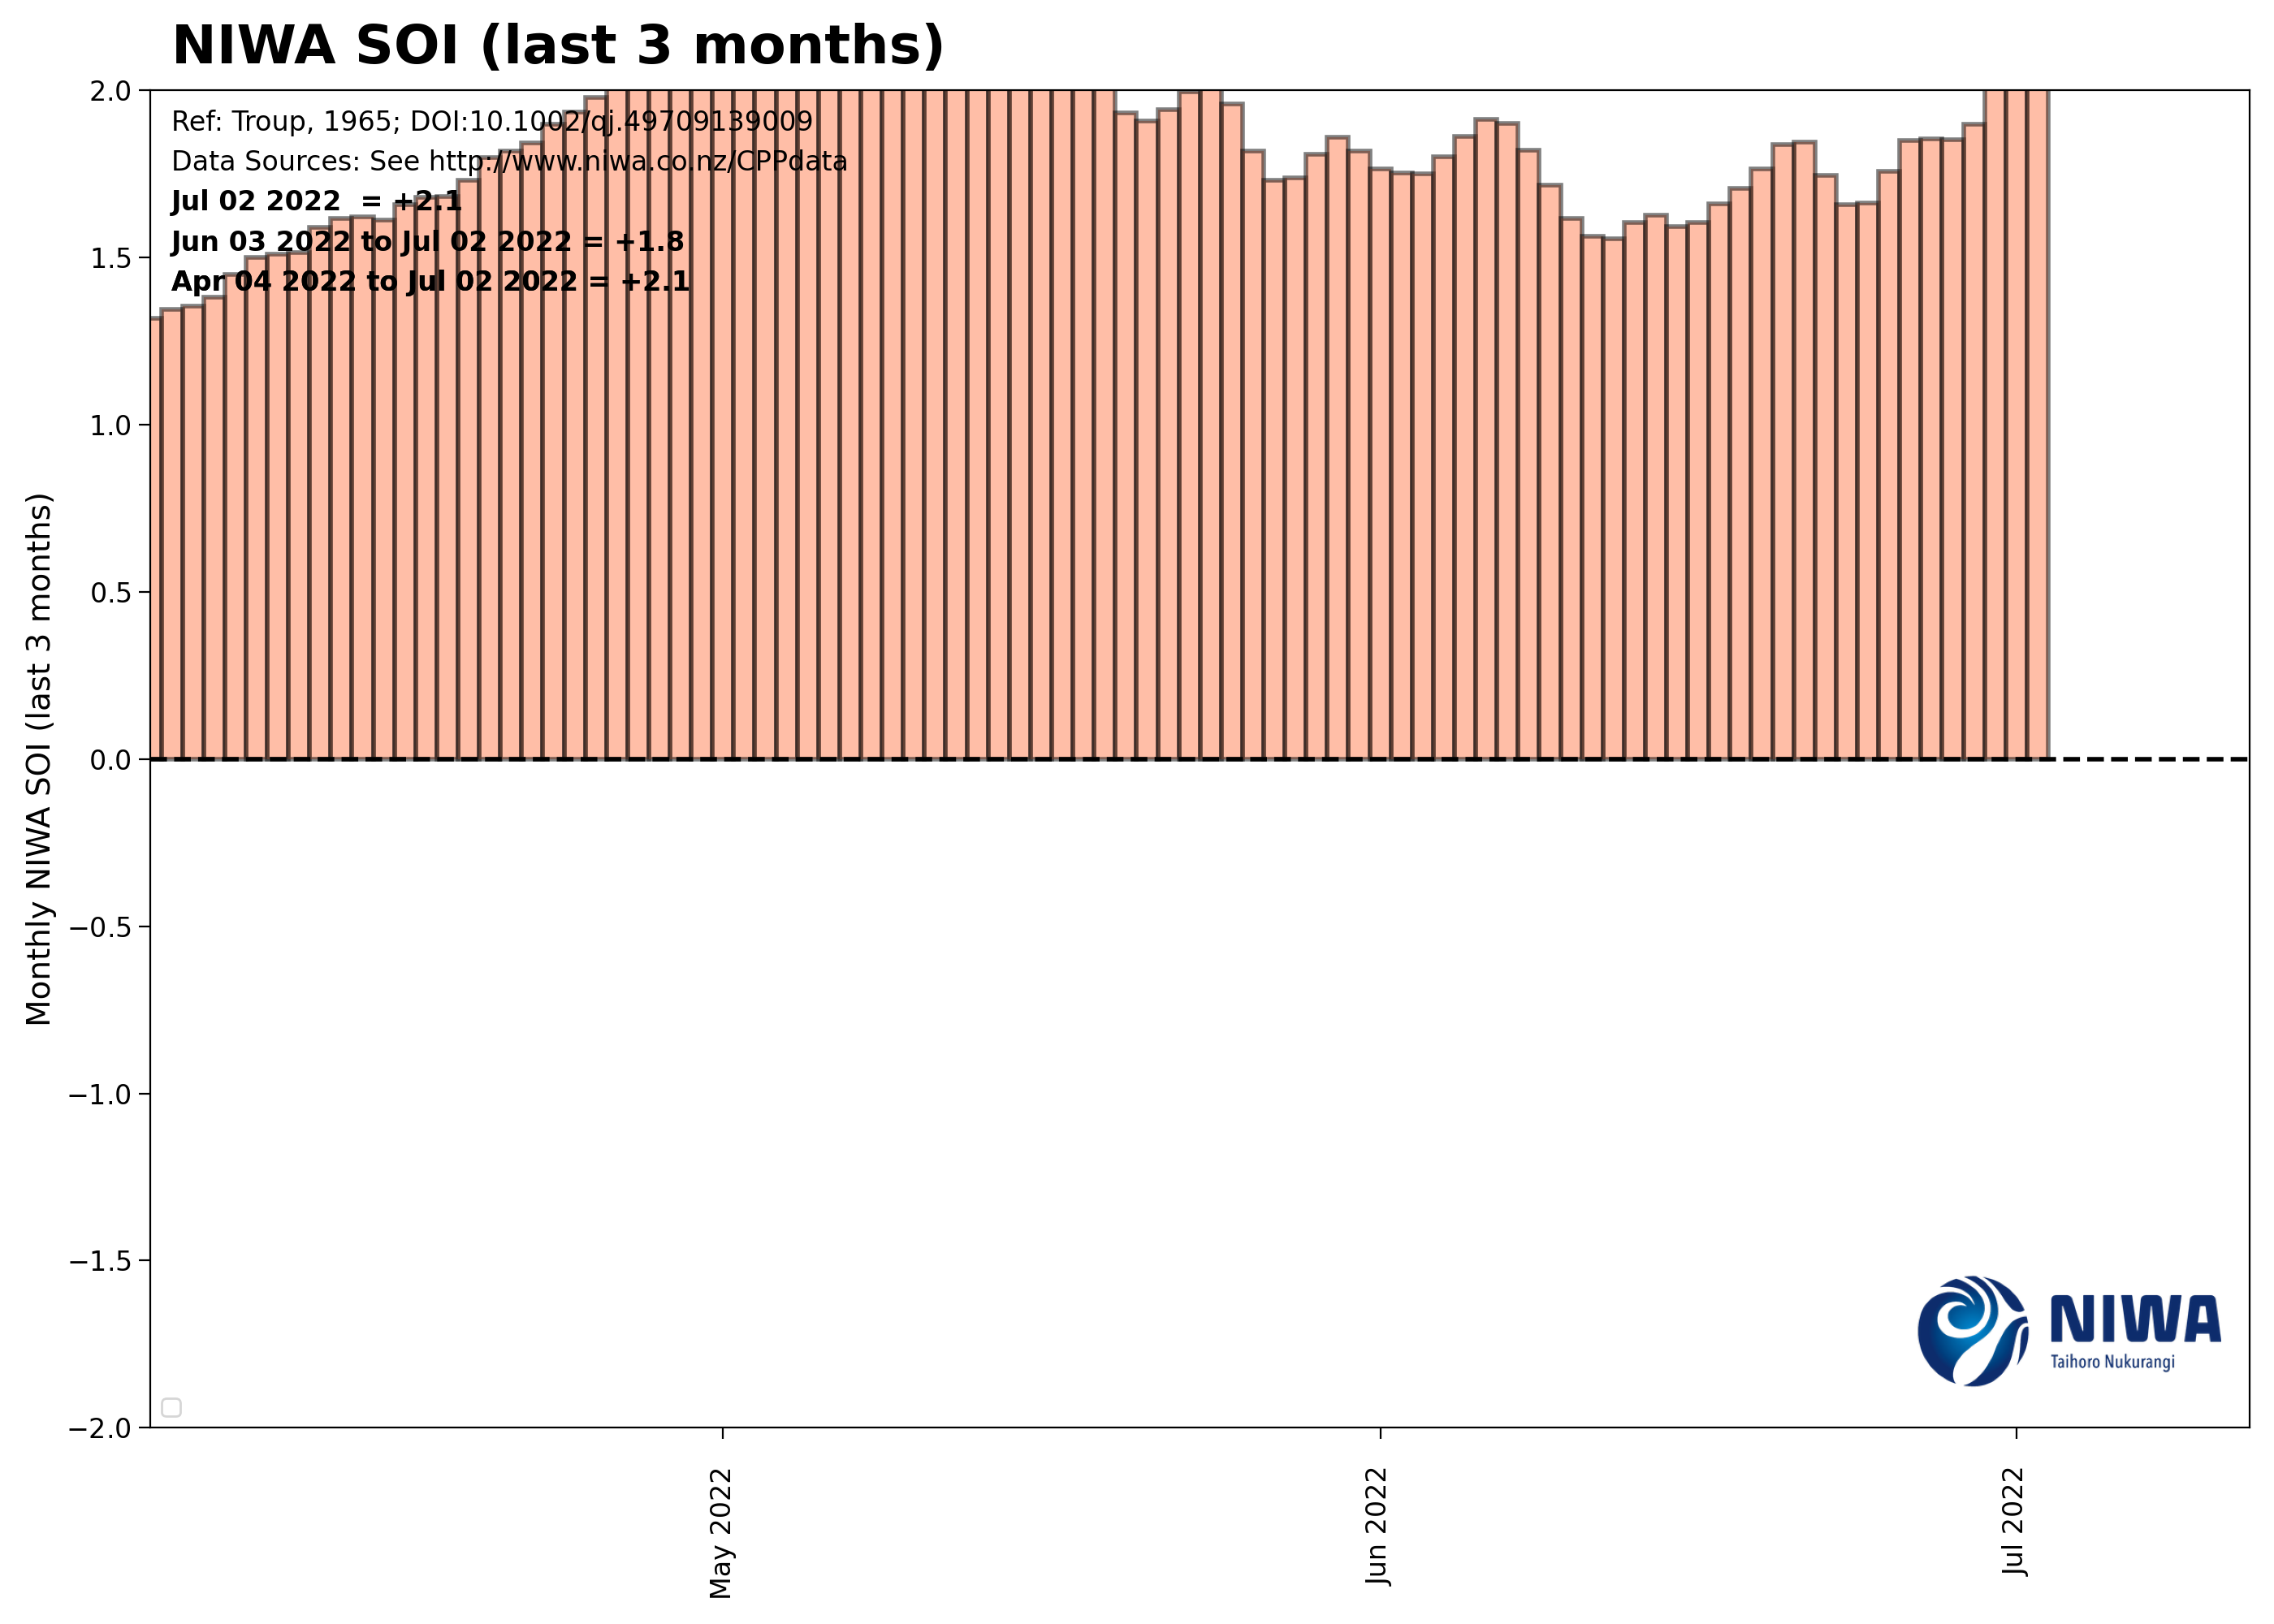 NIWA SOI (last 3 months)
Ref: Troup, 1965; DOI:10.1002/qj.49709139009
Data Sources: See http://www.niwa.co.nz/CPPdata
Jul 02 2022  = +2.1
Jun 03 2022 to Jul 02 2022 = +1.8
Apr 04 2022 to Jul 02 2022 = +2.1
Monthly NIWA SOI (last 3 months)
2.0
1.5
1.0
0.5
0.0
−0.5
−1.0
−1.5
−2.0
NIWA
Taihoro Nukurangi
May 2022
Jun 2022
Jul 2022